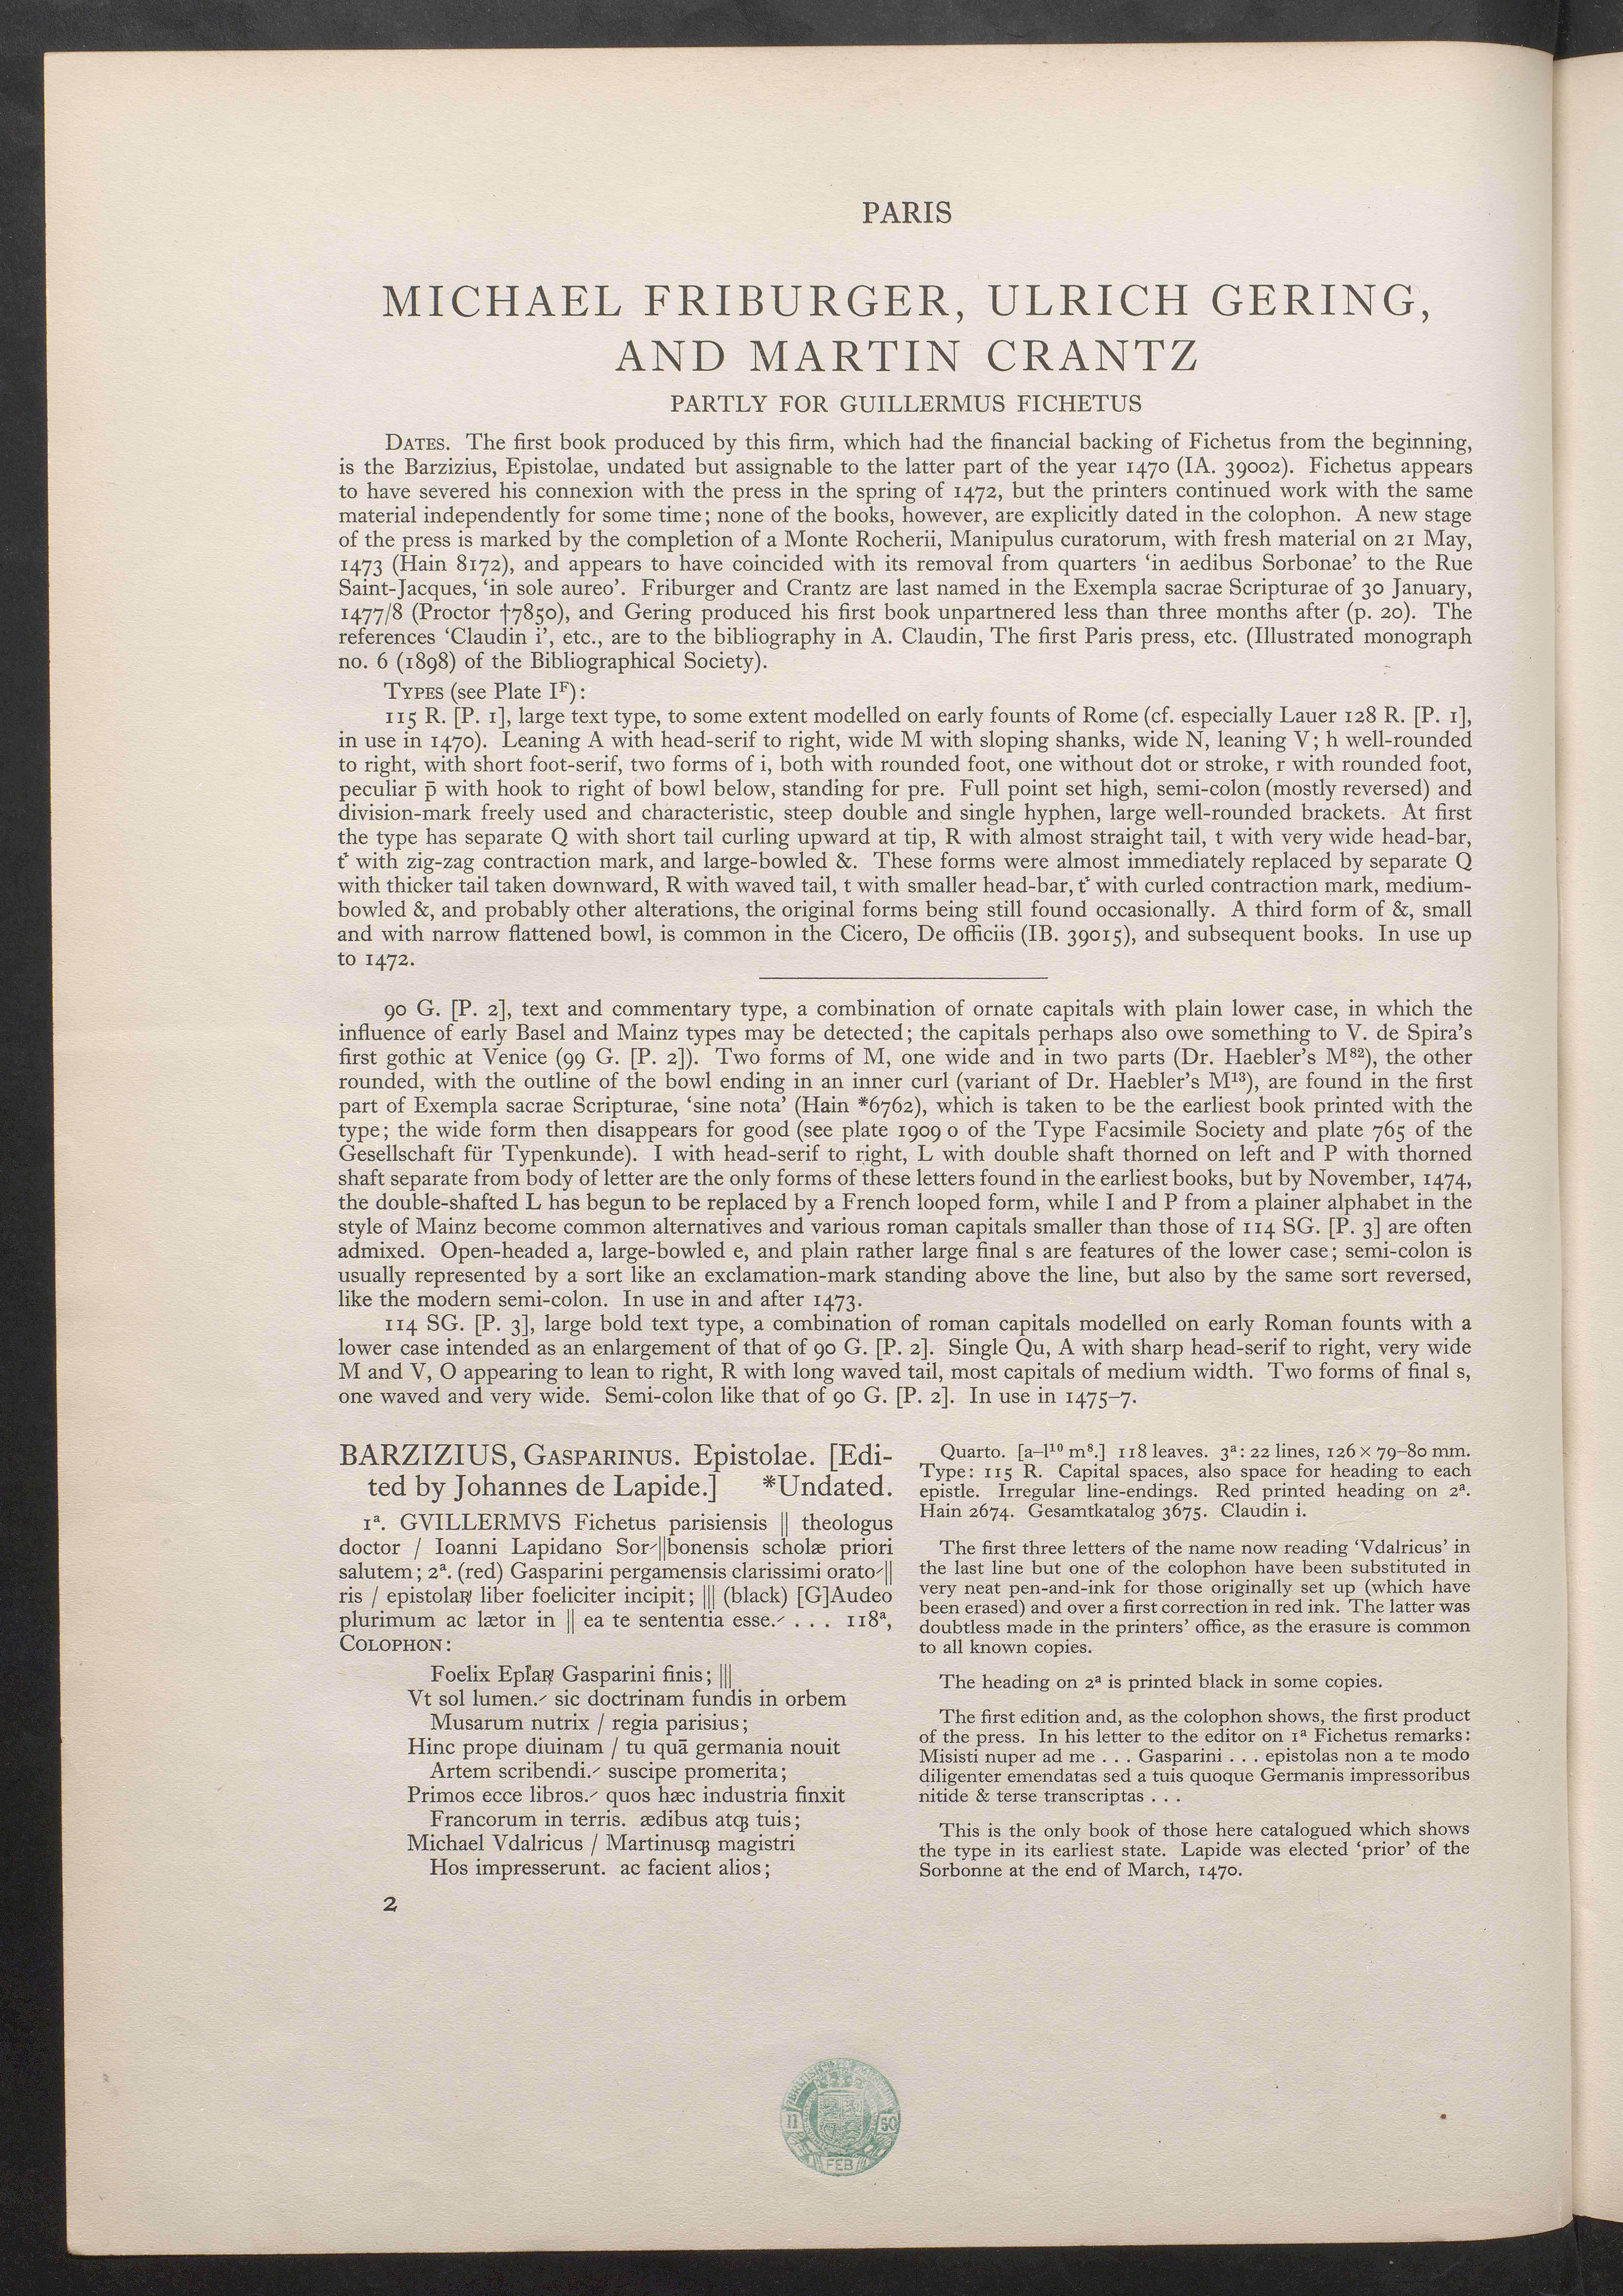 PARIS
MICHAEL FRIBURGER, ULRICH GERING,
AND MARTIN CRANTZ
PARTLY FOR GUILLERMUS FICHETUS
DATES. The first book produced by this firm, which had the financial backing of Fichetus from the beginning,
is the Barzizius, Epistolae, undated but assignable to the latter part of the year 1470 (IA. 39002). Fichetus appears
to have severed his connexion with the press in the spring of 1472, but the printers continued work with the same
material independently for some time; none of the books, however, are explicitly dated in the colophon. A new stage
of the press is marked by the completion of a Monte Rocherii, Manipulus curatorum, with fresh material on 21 May,
1473 (Hain 8172), and appears to have coincided with its removal from quarters ‘in aedibus Sorbonae’ to the Rue
Saint-Jacques, ‘in sole aureo’. Friburger and Crantz are last named in the Exempla sacrae Scripturae of 30 January,
1477/8 (Proctor †7850), and Gering produced his first book unpartnered less than three months after (p. 20). The
references ‘Claudin i’, etc., are to the bibliography in A. Claudin, The first Paris press, etc. (Illustrated monograph
no. 6 (1898) of the Bibliographical Society).
TYPES (see Plate Iᶠ):
115 R. [P. 1], large text type, to some extent modelled on early founts of Rome (cf. especially Lauer 128 R. [P. 1],
in use in 1470). Leaning A with head-serif to right, wide M with sloping shanks, wide N, leaning V; h well-rounded
to right, with short foot-serif, two forms of i, both with rounded foot, one without dot or stroke, r with rounded foot,
peculiar p̄ with hook to right of bowl below, standing for pre. Full point set high, semi-colon (mostly reversed) and
division-mark freely used and characteristic, steep double and single hyphen, large well-rounded brackets. At first
the type has separate Q with short tail curling upward at tip, R with almost straight tail, t with very wide head-bar,
t᷑ with zig-zag contraction mark, and large-bowled &. These forms were almost immediately replaced by separate Q
with thicker tail taken downward, R with waved tail, t with smaller head-bar, t᷑ with curled contraction mark, medium-
bowled &, and probably other alterations, the original forms being still found occasionally. A third form of &, small
and with narrow flattened bowl, is common in the Cicero, De officiis (IB. 39015), and subsequent books. In use up
to 1472.
90 G. [P. 2], text and commentary type, a combination of ornate capitals with plain lower case, in which the
influence of early Basel and Mainz types may be detected; the capitals perhaps also owe something to V. de Spira’s
first gothic at Venice (99 G. [P. 2]). Two forms of M, one wide and in two parts (Dr. Haebler’s M⁸²), the other
rounded, with the outline of the bowl ending in an inner curl (variant of Dr. Haebler’s M¹³), are found in the first
part of Exempla sacrae Scripturae, ‘sine nota’ (Hain *6762), which is taken to be the earliest book printed with the
type; the wide form then disappears for good (see plate 1909 o of the Type Facsimile Society and plate 765 of the
Gesellschaft für Typenkunde). I with head-serif to right, L with double shaft thorned on left and P with thorned
shaft separate from body of letter are the only forms of these letters found in the earliest books, but by November, 1474,
the double-shafted L has begun to be replaced by a French looped form, while I and P from a plainer alphabet in the
style of Mainz become common alternatives and various roman capitals smaller than those of 114 SG. [P. 3] are often
admixed. Open-headed a, large-bowled e, and plain rather large final s are features of the lower case; semi-colon is
usually represented by a sort like an exclamation-mark standing above the line, but also by the same sort reversed,
like the modern semi-colon. In use in and after 1473.
114 SG. [P. 3], large bold text type, a combination of roman capitals modelled on early Roman founts with a
lower case intended as an enlargement of that of 90 G. [P. 2]. Single Qu, A with sharp head-serif to right, very wide
M and V, O appearing to lean to right, R with long waved tail, most capitals of medium width. Two forms of final s,
one waved and very wide. Semi-colon like that of 90 G. [P. 2]. In use in 1475–7.
BARZIZIUS, GASPARINUS. Epistolae. [Edi-
ted by Johannes de Lapide.] *Undated.
1ᵃ. GVILLERMVS Fichetus parisiensis || theologus
doctor / Ioanni Lapidano Sor⸗||bonensis scholæ priori
salutem; 2ᵃ. (red) Gasparini pergamensis clarissimi orato⸗||
ris / epistolaꝝ liber foeliciter incipit; ||| (black) [G]Audeo
plurimum ac lætor in || ea te sententia esse.⸍ . . . 118ᵃ,
COLOPHON:
Foelix Epl̄aꝝ Gasparini finis; |||
Vt sol lumen.⸍ sic doctrinam fundis in orbem
Musarum nutrix / regia parisius;
Hinc prope diuinam / tu quā germania nouit
Artem scribendi.⸍ suscipe promerita;
Primos ecce libros.⸍ quos hæc industria finxit
Francorum in terris. ædibus atqꝫ tuis;
Michael Vdalricus / Martinusqꝫ magistri
Hos impresserunt. ac facient alios;
2
Quarto. [a–l¹⁰ m⁸.] 118 leaves. 3ᵃ: 22 lines, 126 × 79–80 mm.
Type: 115 R. Capital spaces, also space for heading to each
epistle. Irregular line-endings. Red printed heading on 2ᵃ.
Hain 2674. Gesamtkatalog 3675. Claudin i.
The first three letters of the name now reading ‘Vdalricus’ in
the last line but one of the colophon have been substituted in
very neat pen-and-ink for those originally set up (which have
been erased) and over a first correction in red ink. The latter was
doubtless made in the printers’ office, as the erasure is common
to all known copies.
The heading on 2ᵃ is printed black in some copies.
The first edition and, as the colophon shows, the first product
of the press. In his letter to the editor on 1ᵃ Fichetus remarks:
Misisti nuper ad me . . . Gasparini . . . epistolas non a te modo
diligenter emendatas sed a tuis quoque Germanis impressoribus
nitide & terse transcriptas . . .
This is the only book of those here catalogued which shows
the type in its earliest state. Lapide was elected ‘prior’ of the
Sorbonne at the end of March, 1470.
11
50
FEB